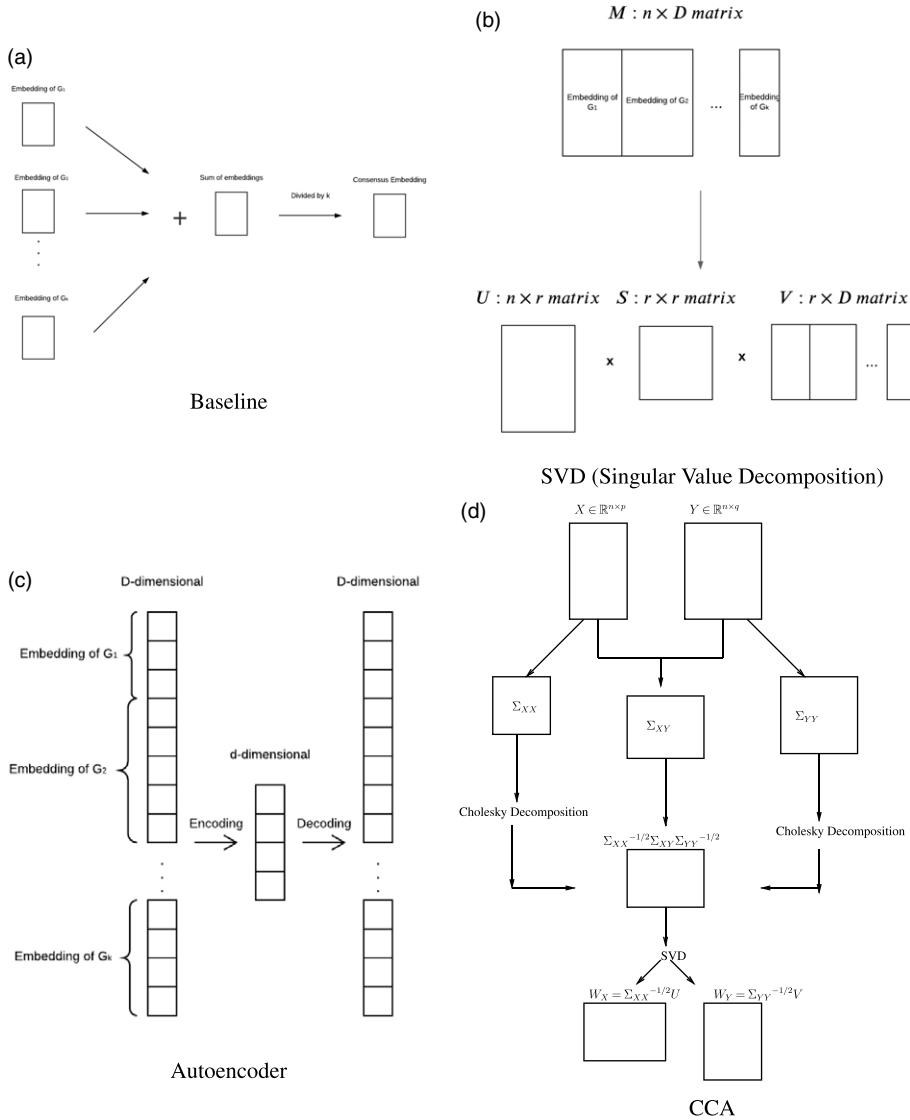 (a)
Embedding of G₁
Embedding of G₂
Embedding of Gₖ
+
Sum of embeddings
Divided by k
Consensus Embedding
Baseline
(b)
M : n × D matrix
Embedding of G₁
Embedding of G₂
...
Embedding of Gₖ
U : n × r matrix
S : r × r matrix
V : r × D matrix
x
x
...
SVD (Singular Value Decomposition)
(c)
D-dimensional
D-dimensional
Embedding of G₁
Embedding of G₂
d-dimensional
Encoding
Decoding
Embedding of Gₖ
Autoencoder
(d)
X ∈ ℝⁿˣᵖ
Y ∈ ℝ^{n×q}
Σ_{XX}
Σ_{XY}
Σ_{YY}
Cholesky Decomposition
Cholesky Decomposition
Σ_{XX}^{-1/2}Σ_{XY}Σ_{YY}^{-1/2}
SVD
W_X = Σ_{XX}^{-1/2}U
W_Y = Σ_{YY}^{-1/2}V
CCA